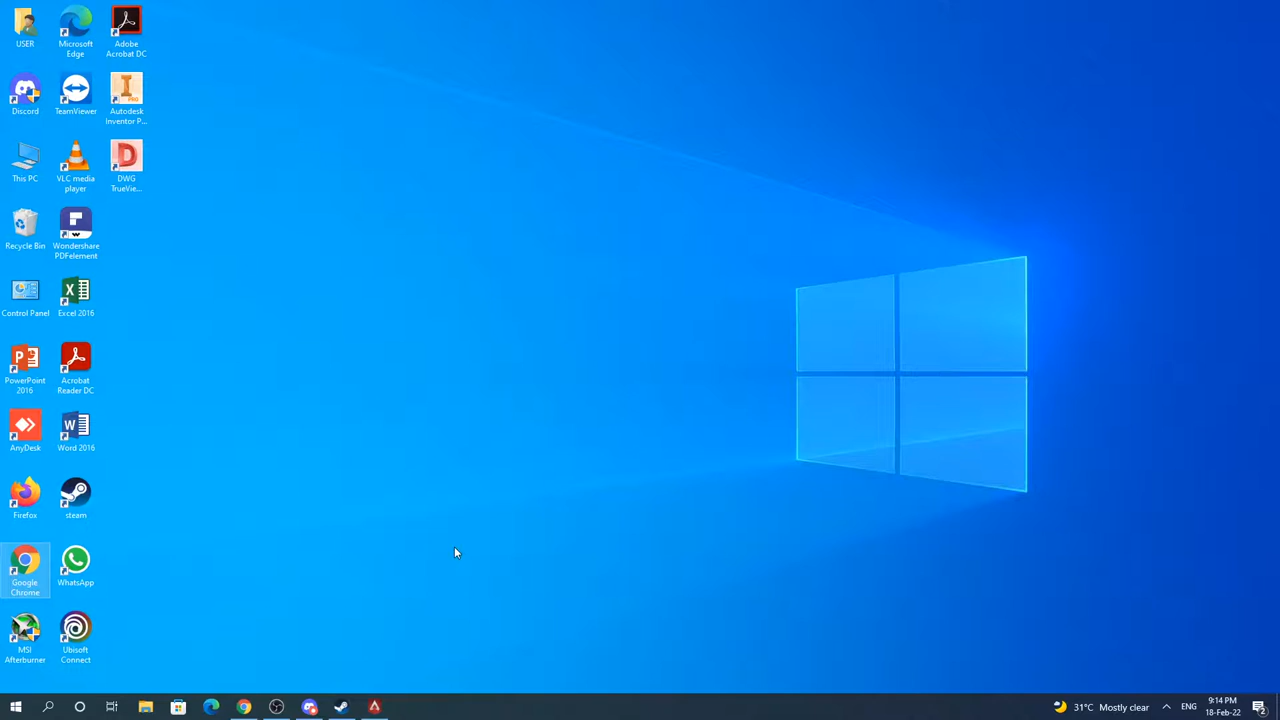 USER
Microsoft
Edge
Adobe
Acrobat DC
Discord
TeamViewer
Autodesk
Inventor P...
PRO
This PC
VLC media
player
DWG
TrueVie...
Recycle Bin
Wondershare
PDFelement
Control Panel
Excel 2016
PowerPoint
2016
Acrobat
Reader DC
AnyDesk
Word 2016
Firefox
steam
Google
Chrome
WhatsApp
MSI
Afterburner
Ubisoft
Connect
31°C Mostly clear
ENG
9:14 PM
18-Feb-22
2